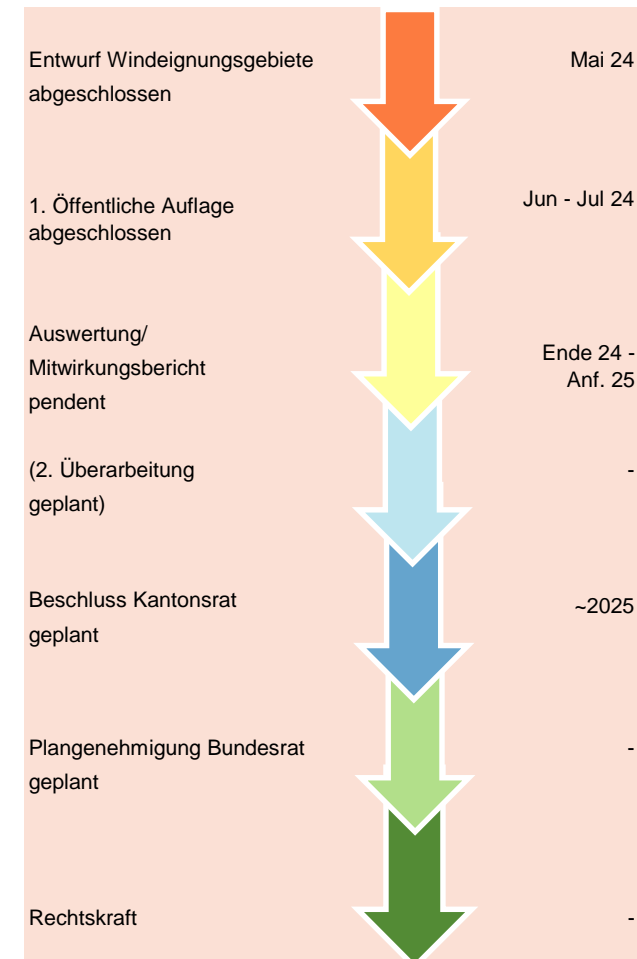 Entwurf Windeignungsgebiete
abgeschlossen
Mai 24
1. Öffentliche Auflage
abgeschlossen
Jun - Jul 24
Auswertung/
Mitwirkungsbericht
pendent
Ende 24 -
Anf. 25
(2. Überarbeitung
geplant)
-
Beschluss Kantonsrat
geplant
~2025
Plangenehmigung Bundesrat
geplant
-
Rechtskraft
-